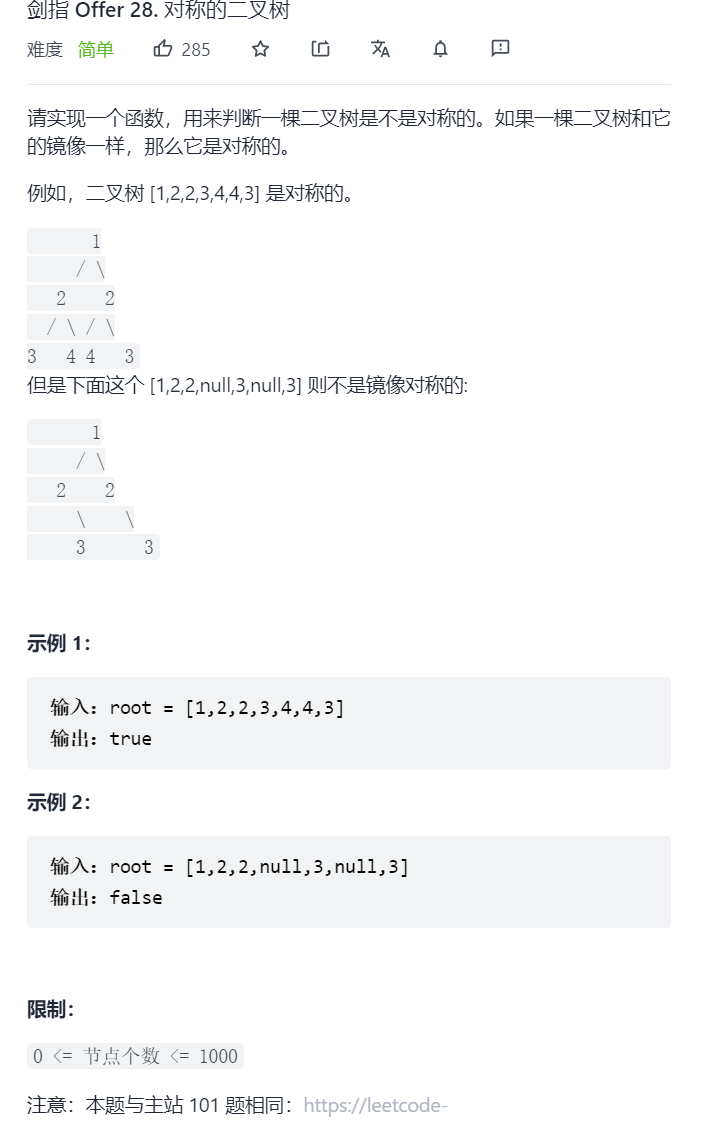 剑指 Offer 28. 对称的二叉树
难度 简单 285
请实现一个函数，用来判断一棵二叉树是不是对称的。如果一棵二叉树和它
的镜像一样，那么它是对称的。
例如，二叉树 [1,2,2,3,4,4,3] 是对称的。
1
/ \
2 2
/ \ / \
3 4 4 3
但是下面这个 [1,2,2,null,3,null,3] 则不是镜像对称的:
1
/ \
2 2
\ \
3 3
示例 1：
输入：root = [1,2,2,3,4,4,3]
输出：true
示例 2：
输入：root = [1,2,2,null,3,null,3]
输出：false
限制：
0 <= 节点个数 <= 1000
注意：本题与主站 101 题相同：https://leetcode-